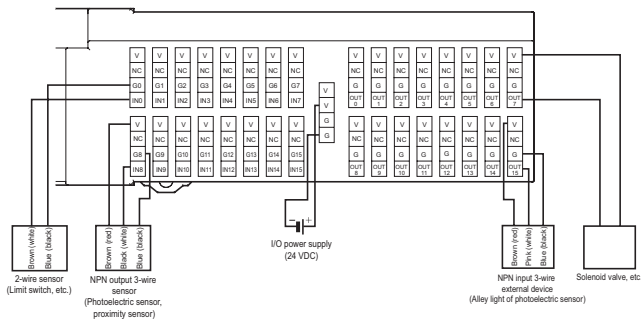 V V V V V V V V V V V V V V V V
NC NC NC NC NC NC NC NC NC NC NC NC NC NC NC NC
G0 G1 G2 G3 G4 G5 G6 G7 G G G G G G G G
IN0 IN1 IN2 IN3 IN4 IN5 IN6 IN7 OUT 0 OUT 1 OUT 2 OUT 3 OUT 4 OUT 5 OUT 6 OUT 7
V
V
G
G
V V V V V V V V V V V V V V V V
NC NC NC NC NC NC NC NC NC NC NC NC NC NC NC NC
G8 G9 G10 G11 G12 G13 G14 G15 G G G G G G G G
IN8 IN9 IN10 IN11 IN12 IN13 IN14 IN15 OUT 8 OUT 9 OUT 10 OUT 11 OUT 12 OUT 13 OUT 14 OUT 15
− +
I/O power supply
(24 VDC)
Brown (white)
Blue (black)
2-wire sensor
(Limit switch, etc.)
Brown (red)
Black (white)
Blue (black)
NPN output 3-wire
sensor
(Photoelectric sensor,
proximity sensor)
Brown (red)
Pink (white)
Blue (black)
NPN input 3-wire
external device
(Alley light of photoelectric sensor)
Solenoid valve, etc